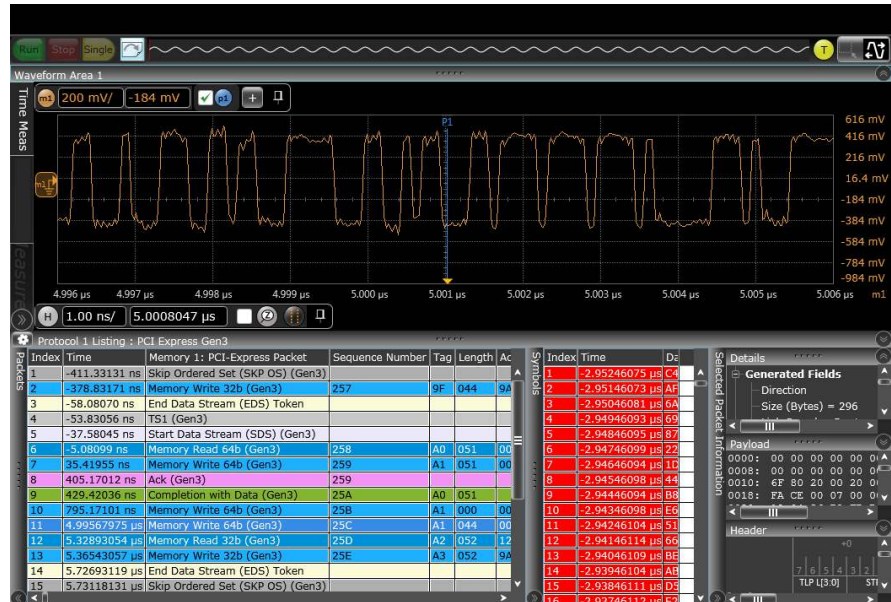 Run Stop Single T
Waveform Area 1
Time Meas
m1 200 mV/ -184 mV p1 +
P1
616 mV
416 mV
216 mV
16.4 mV
-184 mV
-384 mV
-584 mV
-784 mV
-984 mV
m1
4.996 µs 4.997 µs 4.998 µs 4.999 µs 5.000 µs 5.001 µs 5.002 µs 5.003 µs 5.004 µs 5.005 µs 5.006 µs m1
H 1.00 ns/ 5.0008047 µs Z
Protocol 1 Listing : PCI Express Gen3
Packets
Index Time Memory 1: PCI-Express Packet Sequence Number Tag Length
1 -411.33131 ns Skip Ordered Set (SKP OS) (Gen3)
2 -378.83171 ns Memory Write 32b (Gen3) 257 9F 044 9A
3 -58.08070 ns End Data Stream (EDS) Token
4 -53.83056 ns TS1 (Gen3)
5 -37.58045 ns Start Data Stream (SDS) (Gen3)
6 -5.08099 ns Memory Read 64b (Gen3) 258 A0 051 00
7 35.41955 ns Memory Write 64b (Gen3) 259 A1 051 00
8 405.17012 ns Ack (Gen3) 259
9 429.42036 ns Completion with Data (Gen3) 25A A0 051
10 795.17101 ns Memory Write 64b (Gen3) 25B A1 000 00
11 4.99567975 µs Memory Write 64b (Gen3) 25C A1 044 00
12 5.32893054 µs Memory Read 32b (Gen3) 25D A2 052 12
13 5.36543057 µs Memory Write 32b (Gen3) 25E A3 052 9A
14 5.72693119 µs End Data Stream (EDS) Token
15 5.73118131 µs Skip Ordered Set (SKP OS) (Gen3)
Symbols
Index Time
1 -2.95246075 µs C4
2 -2.95146073 µs AF
3 -2.95046081 µs 6A
4 -2.94946093 µs 69
5 -2.94846095 µs 87
6 -2.94746099 µs 22
7 -2.94646094 µs 1D
8 -2.94546098 µs 44
9 -2.94446094 µs B8
10 -2.94346098 µs E6
11 -2.94246104 µs 51
12 -2.94146114 µs 66
13 -2.94046109 µs BE
14 -2.93946104 µs AB
15 -2.93846111 µs D5
16 -2.93746112 µs
Selected Packet Information
Details
Generated Fields
Direction
Size (Bytes) = 296
Payload
0000: 00 00 00 00 00
0008: 00 00 00 00 00
0010: 6F 80 20 00 20
0018: FA CE 00 07 00
Header
+0
7 6 5 4 3 2
TLP L[3:0]